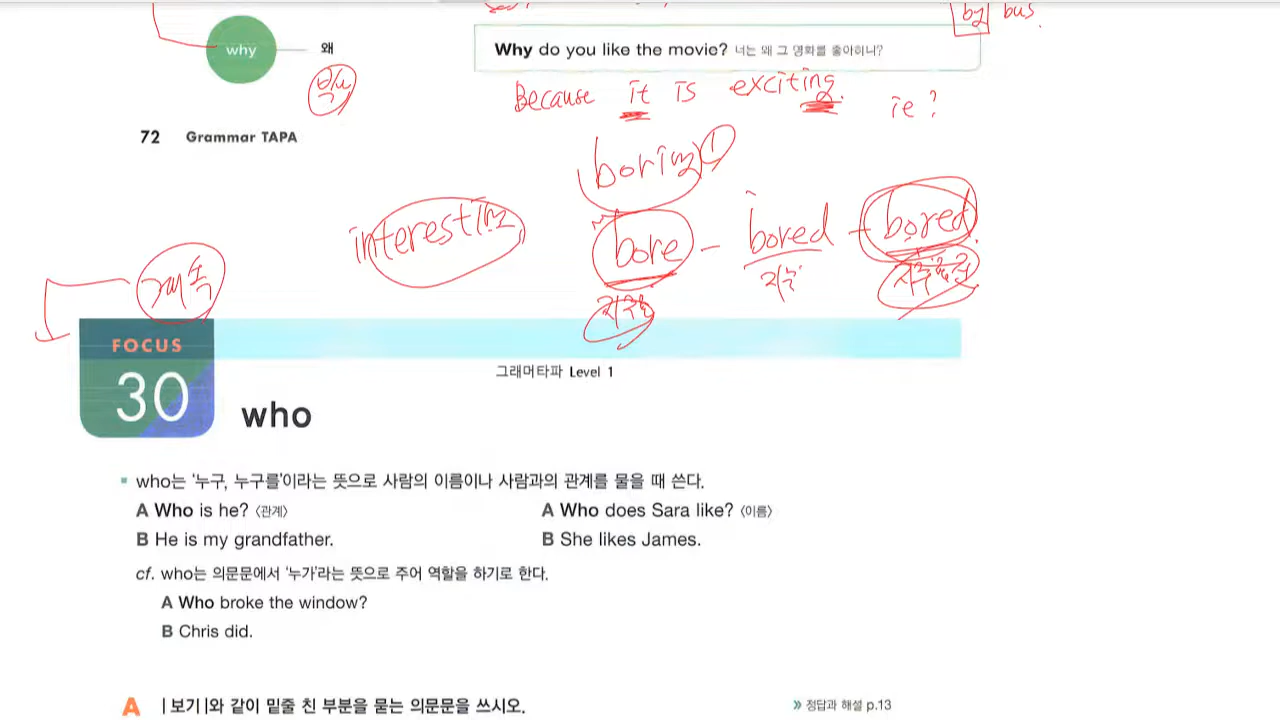 by bus.
why 왜
Why do you like the movie? 너는 왜 그 영화를 좋아하니?
Because it is exciting. ie?
72 Grammar TAPA
boring 1
interesting bore - bored - bored
계속
FOCUS
30 who
그래머타파 Level 1
who는 ‘누구, 누구를’이라는 뜻으로 사람의 이름이나 사람과의 관계를 물을 때 쓴다.
A Who is he? 〈관계〉
B He is my grandfather.
A Who does Sara like? 〈이름〉
B She likes James.
cf. who는 의문문에서 ‘누가’라는 뜻으로 주어 역할을 하기로 한다.
A Who broke the window?
B Chris did.
A |보기|와 같이 밑줄 친 부분을 묻는 의문문을 쓰시오.
» 정답과 해설 p.13